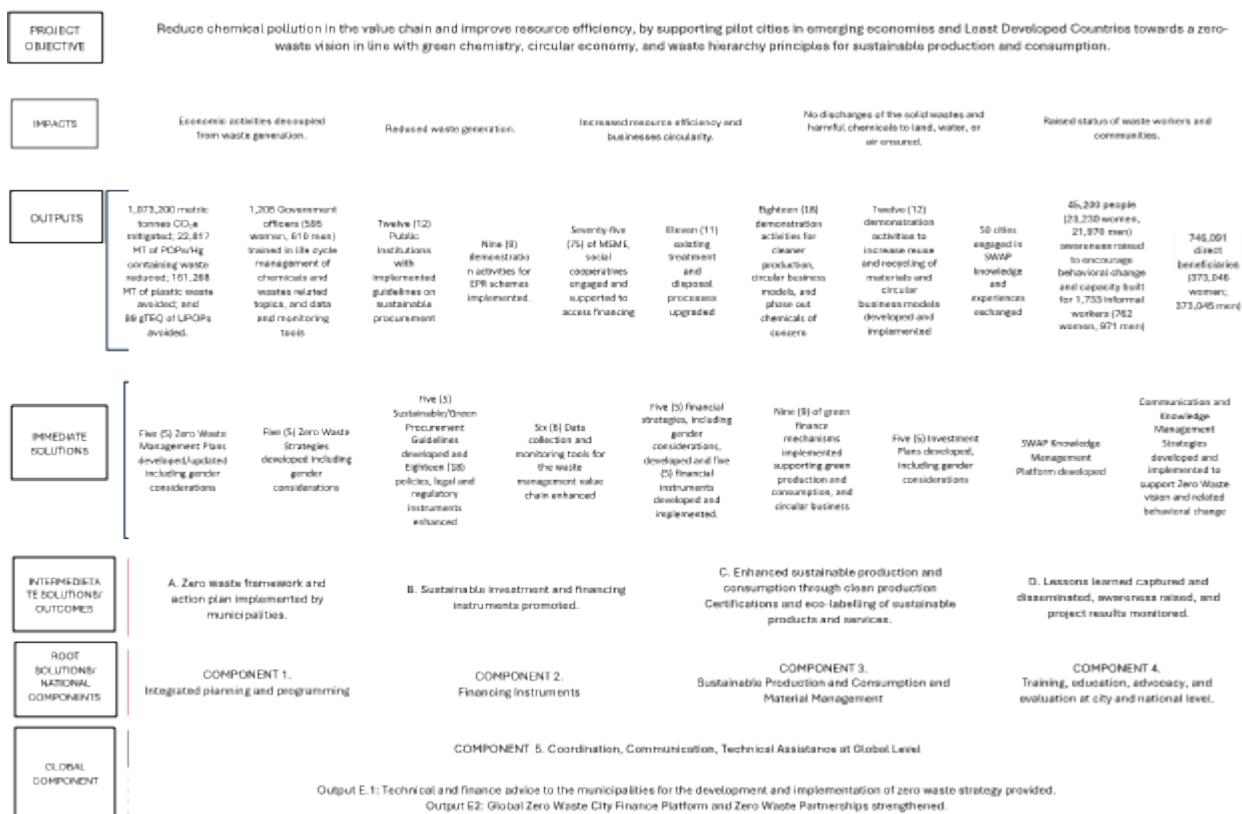 PROJECT
OBJECTIVE
Reduce chemical pollution in the value chain and improve resource efficiency, by supporting pilot cities in emerging economies and Least Developed Countries towards a zero-
waste vision in line with green chemistry, circular economy, and waste hierarchy principles for sustainable production and consumption.
IMPACTS
Economic activities decoupled
from waste generation.
Reduced waste generation.
Increased resource efficiency and
businesses circularity.
No discharges of the solid wastes and
harmful chemicals to land, water, or
air ensured.
Raised status of waste workers and
communities.
OUTPUTS
metric
tonnes CO₂e
mitigated;
MT of POPs/Hg
containing waste
reduced; 161,288
MT of plastic waste
avoided; and
gTEQ of UPOPs
avoided.
Government
officers (595
women, 610 men)
trained in life cycle
management of
chemicals and
wastes related
topics, and data
and monitoring
tools
Twelve (12)
Public
Institutions
with
implemented
guidelines on
sustainable
procurement
Nine (9)
demonstratio
n activities for
EPR schemes
implemented.
Seventy-five
(75) of MSME,
social
cooperatives
engaged and
supported to
access financing
Eleven (11)
existing
treatment
and
disposal
processes
upgraded
Eighteen (18)
demonstration
activities for
cleaner
production,
circular business
models, and
phase out
chemicals of
concern
Twelve (12)
demonstration
activities to
increase reuse
and recycling of
materials and
circular
business models
developed and
implemented
50 cities
engaged in
SWAP
knowledge
and
experiences
exchanged
45,200 people
(23,230 women,
21,970 men)
awareness raised
to encourage
behavioral change
and capacity built
for 1,733 informal
workers (762
women, 971 men)
746,091
direct
beneficiaries
(373,046
women;
373,045 men)
IMMEDIATE
SOLUTIONS
Five (5) Zero Waste
Management Plans
developed/updated
including gender
considerations
Five (5) Zero Waste
Strategies
developed including
gender
considerations
Five (5)
Sustainable/Green
Procurement
Guidelines
developed and
Eighteen (18)
policies, legal and
regulatory
instruments
enhanced
Six (6) Data
collection and
monitoring tools for
the waste
management value
chain enhanced
Five (5) financial
strategies, including
gender
considerations,
developed and five
(5) financial
instruments
developed and
implemented.
Nine (9) of green
finance
mechanisms
implemented
supporting green
production and
consumption, and
circular business
Five (5) Investment
Plans developed,
including gender
considerations
SWAP Knowledge
Management
Platform developed
Communication and
Knowledge
Management
Strategies
developed and
implemented to
support Zero Waste
vision and related
behavioral change
INTERMEDIETA
TE SOLUTIONS/
OUTCOMES
A. Zero waste framework and
action plan implemented by
municipalities.
B. Sustainable investment and financing
instruments promoted.
C. Enhanced sustainable production and
consumption through clean production
Certifications and eco-labelling of sustainable
products and services.
D. Lessons learned captured and
disseminated, awareness raised, and
project results monitored.
ROOT
SOLUTIONS/
NATIONAL
COMPONENTS
COMPONENT 1.
Integrated planning and programming
COMPONENT 2.
Financing Instruments
COMPONENT 3.
Sustainable Production and Consumption and
Material Management
COMPONENT 4.
Training, education, advocacy, and
evaluation at city and national level.
GLOBAL
COMPONENT
COMPONENT 5. Coordination, Communication, Technical Assistance at Global Level
Output E.1: Technical and finance advice to the municipalities for the development and implementation of zero waste strategy provided.
Output E2: Global Zero Waste City Finance Platform and Zero Waste Partnerships strengthened.